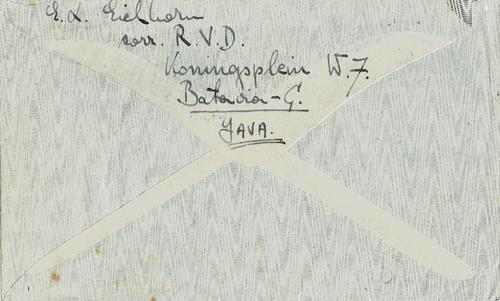 E. L. Eichhorn
corr. R.V.D.
Koningsplein W.7.
Batavia-C.
JAVA.